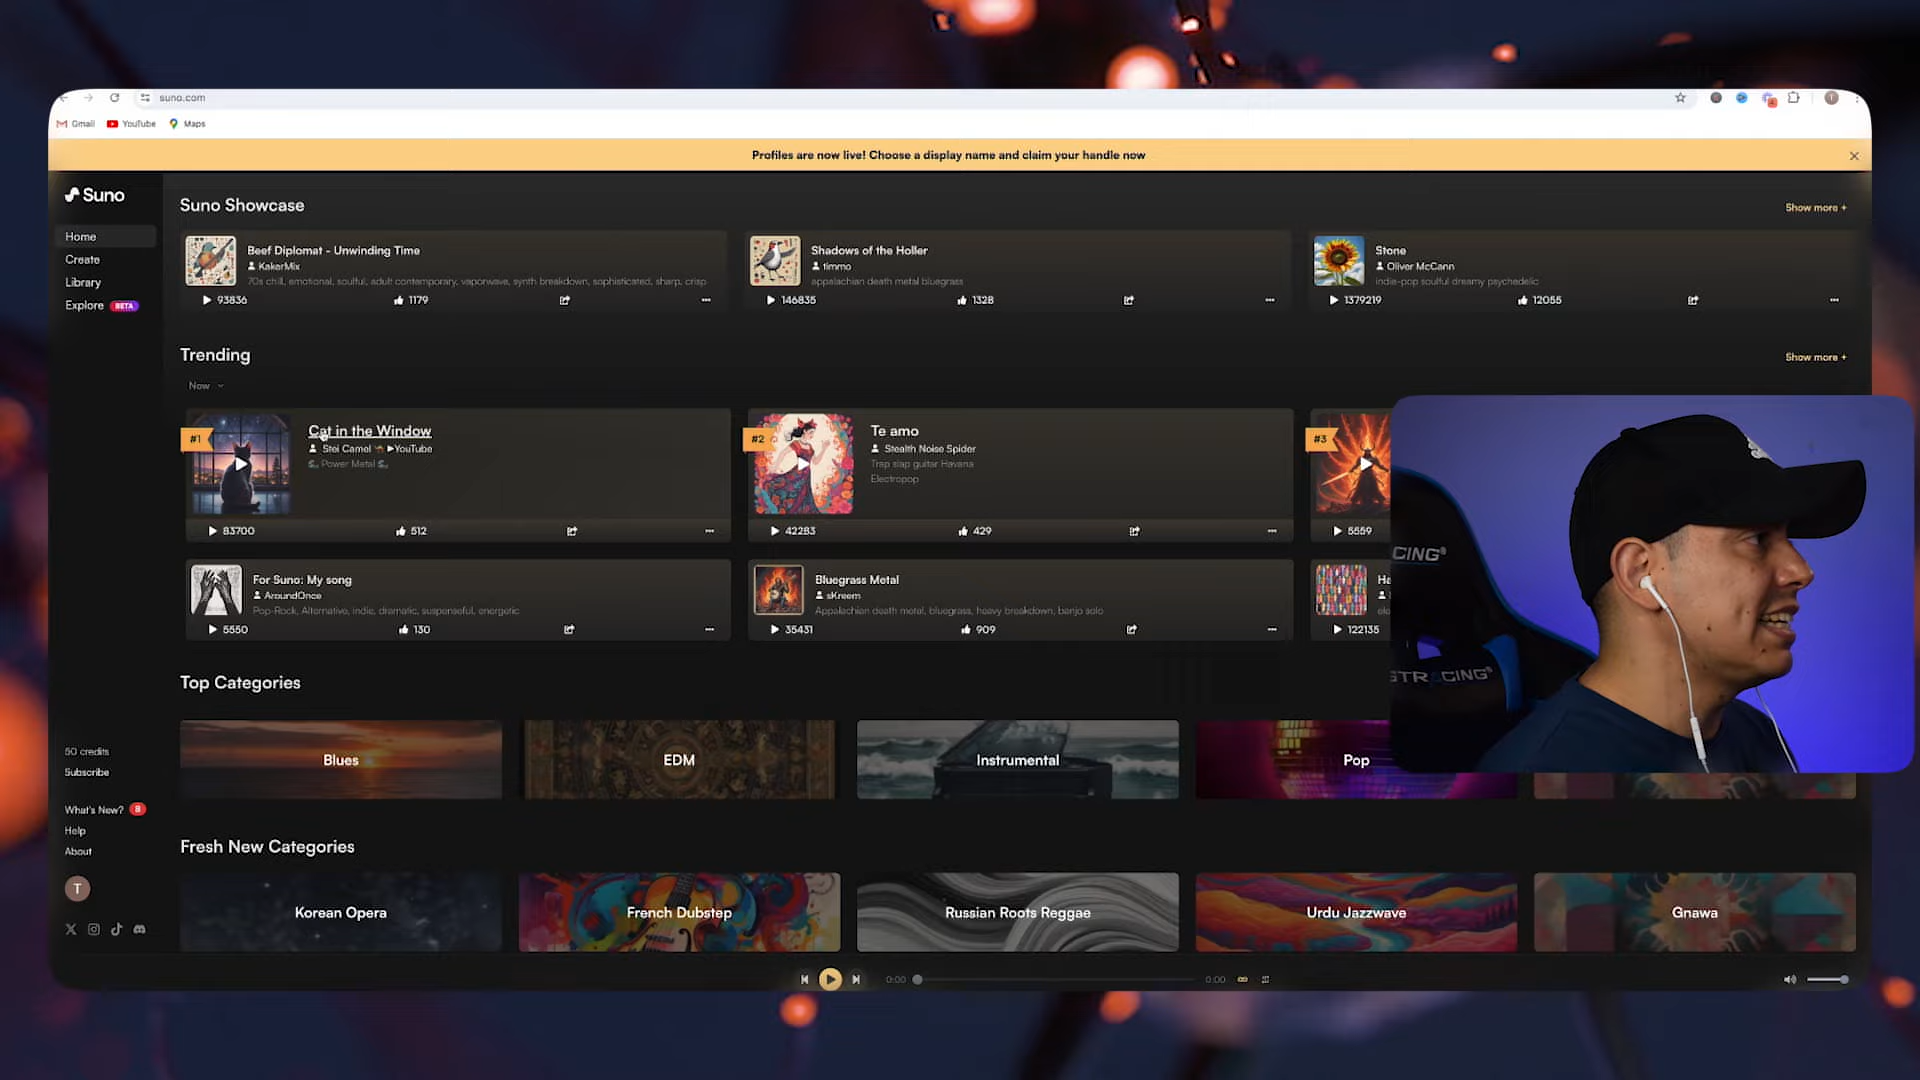 suno.com
Gmail YouTube Maps
Profiles are now live! Choose a display name and claim your handle now
Suno
Home
Create
Library
Explore BETA
50 credits
Subscribe
What's New? 8
Help
About
T
Suno Showcase
Show more +
Beef Diplomat - Unwinding Time
KakerMix
70s chill, emotional, soulful, adult contemporary, vaporwave, synth breakdown, sophisticated, sharp, crisp
93836 1179
Shadows of the Holler
timmo
appalachian death metal bluegrass
146835 1328
Stone
Oliver McCann
indie-pop soulful dreamy psychedelic
1379219 12055
Trending
Show more +
Now
#1
Cat in the Window
Stei Camel YouTube
Power Metal
83700 512
#2
Te amo
Stealth Noise Spider
Trap slap guitar Havana
Electropop
42283 429
#3
5559
For Suno: My song
AroundOnce
Pop-Rock, Alternative, indie, dramatic, suspenseful, energetic
5550 130
Bluegrass Metal
sKreem
Appalachian death metal, bluegrass, heavy breakdown, banjo solo
35431 909
Ha
122135
CING®
STRACING®
Top Categories
Blues
EDM
Instrumental
Pop
Fresh New Categories
Korean Opera
French Dubstep
Russian Roots Reggae
Urdu Jazzwave
Gnawa
0:00 0:00